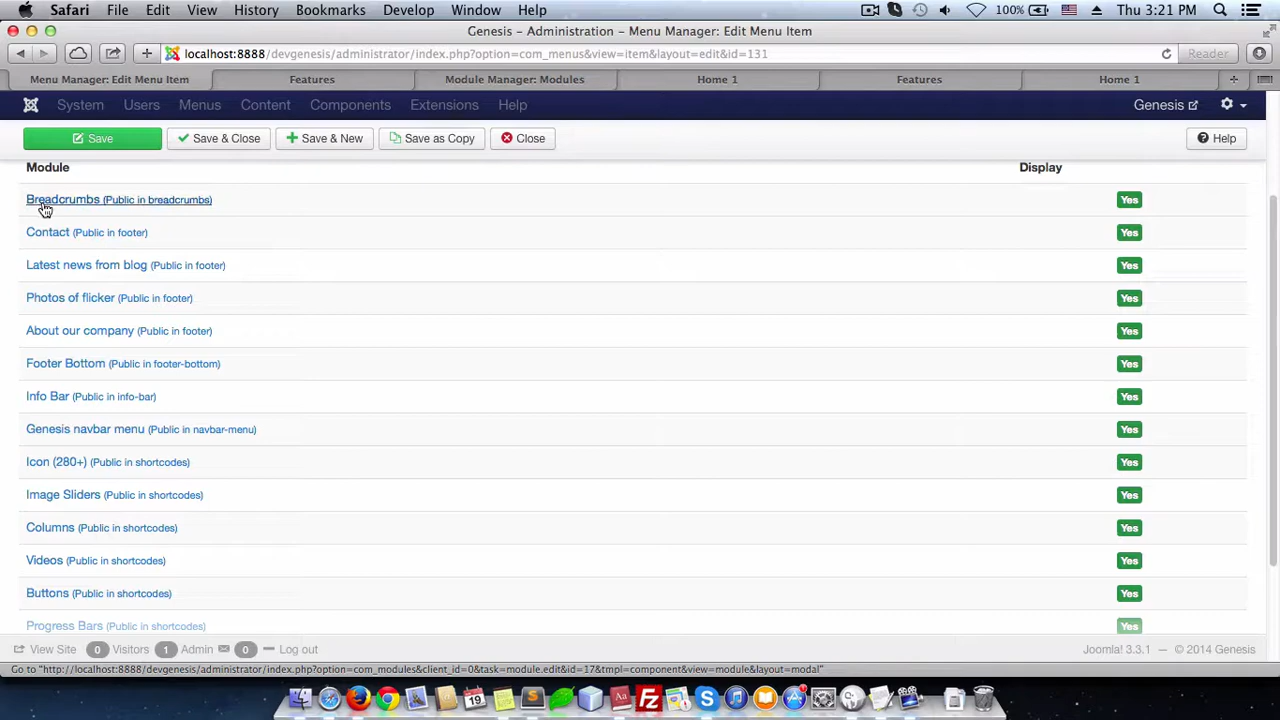 Safari File Edit View History Bookmarks Develop Window Help 100% Thu 3:21 PM
Genesis - Administration - Menu Manager: Edit Menu Item
localhost:8888/devgenesis/administrator/index.php?option=com_menus&view=item&layout=edit&id=131 Reader
Menu Manager: Edit Menu Item Features Module Manager: Modules Home 1 Features Home 1
System Users Menus Content Components Extensions Help Genesis
Save Save & Close Save & New Save as Copy Close Help
Module Display
Breadcrumbs (Public in breadcrumbs) Yes
Contact (Public in footer) Yes
Latest news from blog (Public in footer) Yes
Photos of flicker (Public in footer) Yes
About our company (Public in footer) Yes
Footer Bottom (Public in footer-bottom) Yes
Info Bar (Public in info-bar) Yes
Genesis navbar menu (Public in navbar-menu) Yes
Icon (280+) (Public in shortcodes) Yes
Image Sliders (Public in shortcodes) Yes
Columns (Public in shortcodes) Yes
Videos (Public in shortcodes) Yes
Buttons (Public in shortcodes) Yes
Progress Bars (Public in shortcodes) Yes
View Site 0 Visitors 1 Admin 0 Log out Joomla! 3.3.1 — © 2014 Genesis
Go to "http://localhost:8888/devgenesis/administrator/index.php?option=com_modules&client_id=0&task=module.edit&id=17&tmpl=component&view=module&layout=modal"
19